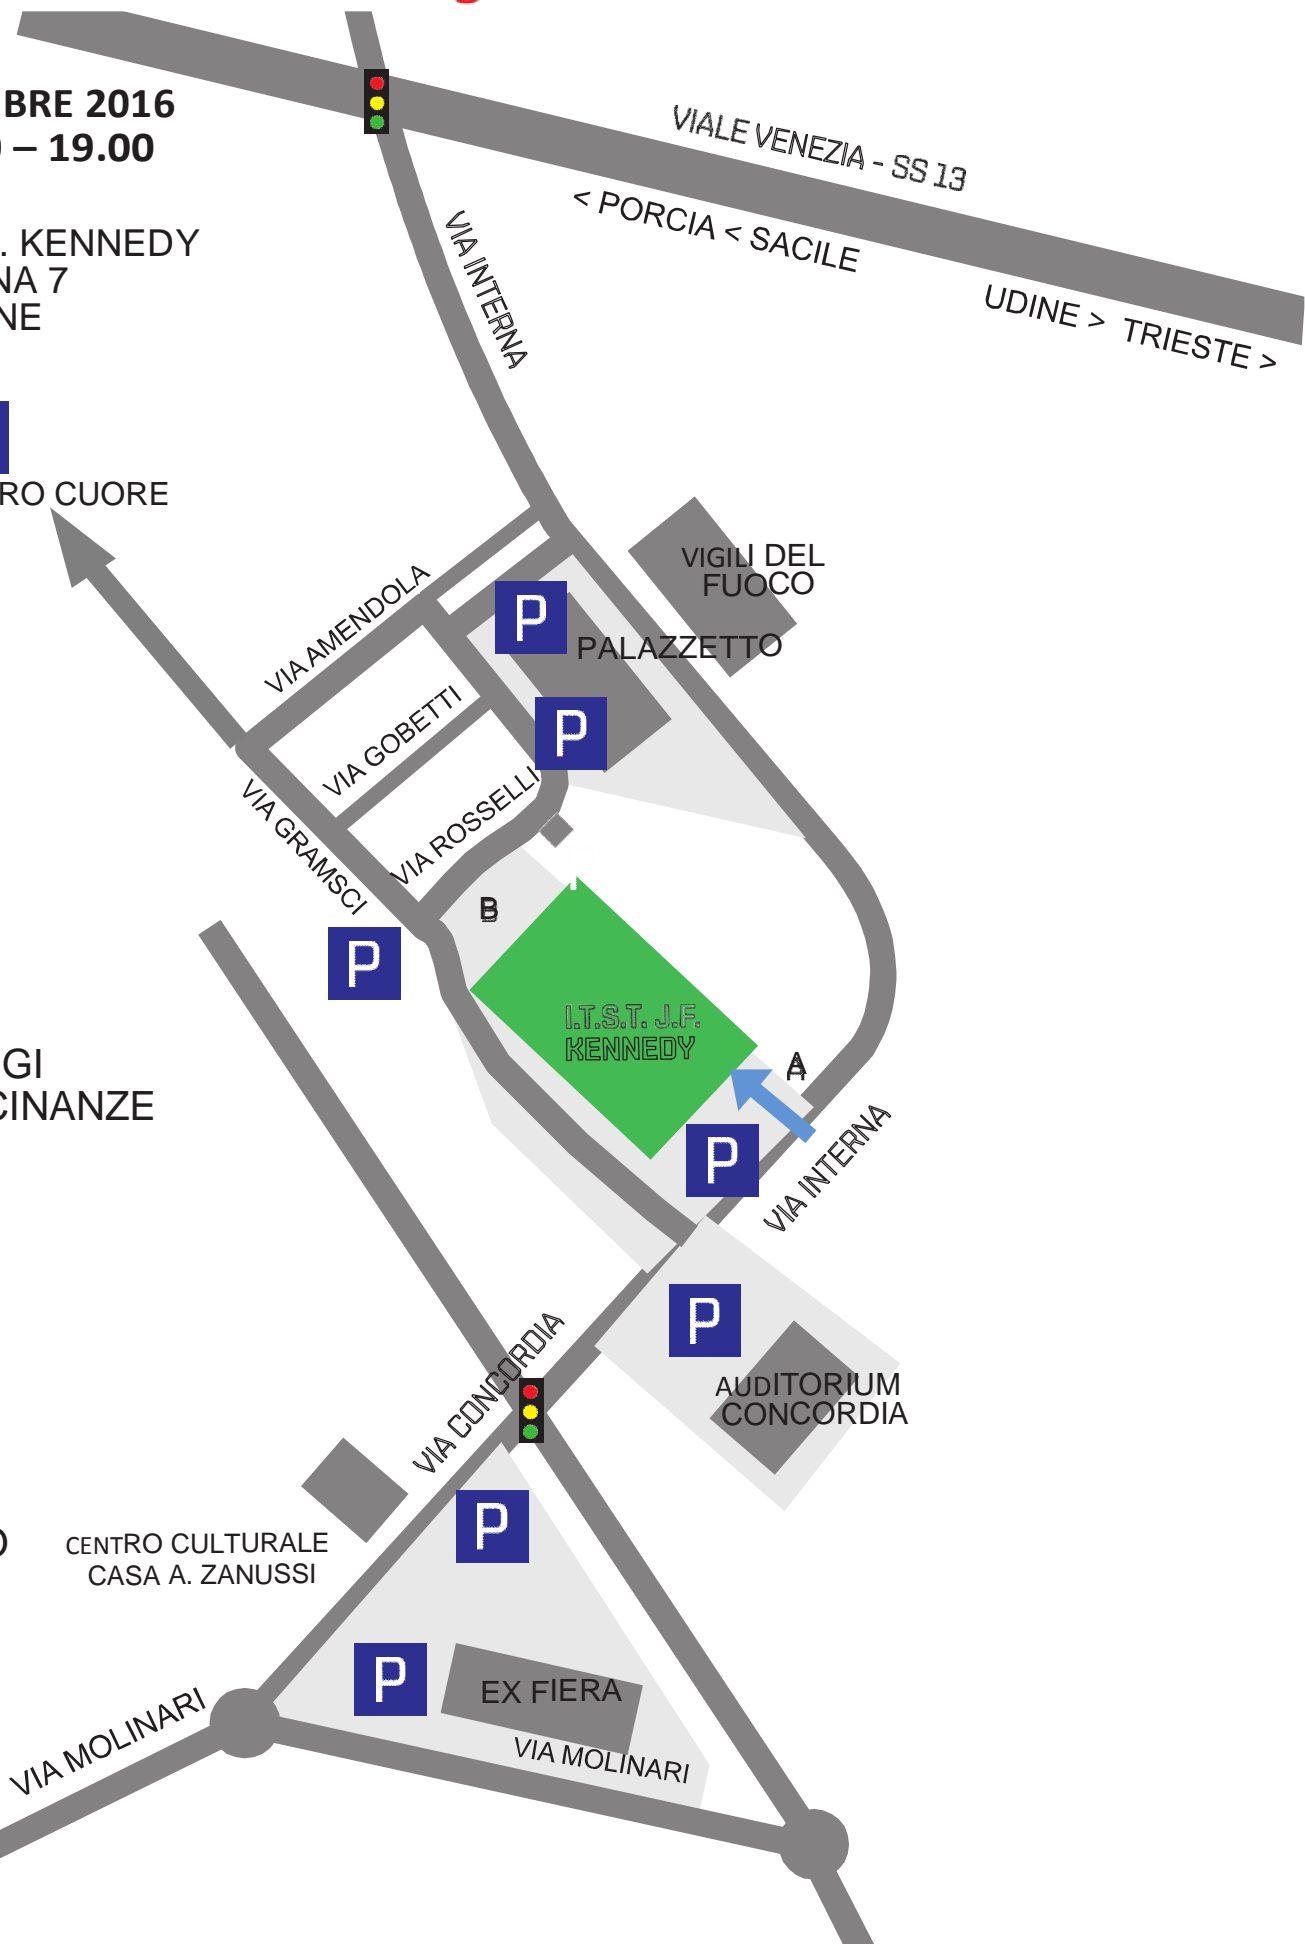 BRE 2016
– 19.00
. KENNEDY
NA 7
NE
RO CUORE
VIALE VENEZIA - SS 13
< PORCIA < SACILE
UDINE > TRIESTE >
VIA INTERNA
VIGILI DEL
FUOCO
VIA AMENDOLA
P
PALAZZETTO
VIA GOBETTI
P
VIA ROSSELLI
VIA GRAMSCI
B
P
I.T.S.T. J.F.
KENNEDY
GI
CINANZE
A
P
VIA INTERNA
P
VIA CONCORDIA
AUDITORIUM
CONCORDIA
P
O
CENTRO CULTURALE
CASA A. ZANUSSI
P
EX FIERA
VIA MOLINARI
VIA MOLINARI